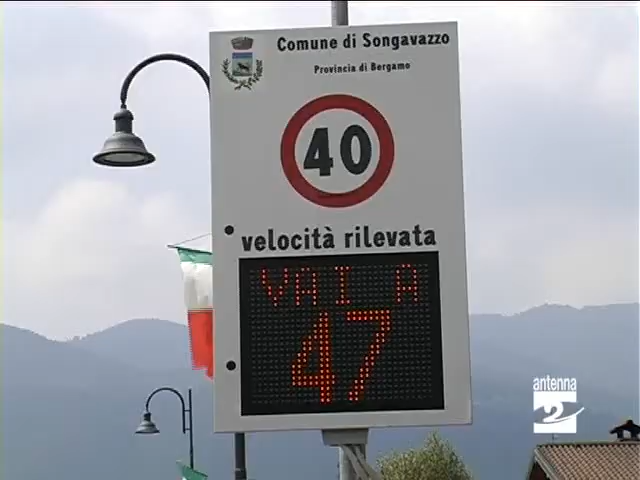 Comune di Songavazzo
Provincia di Bergamo
40
velocità rilevata
VAI A
47
antenna
2